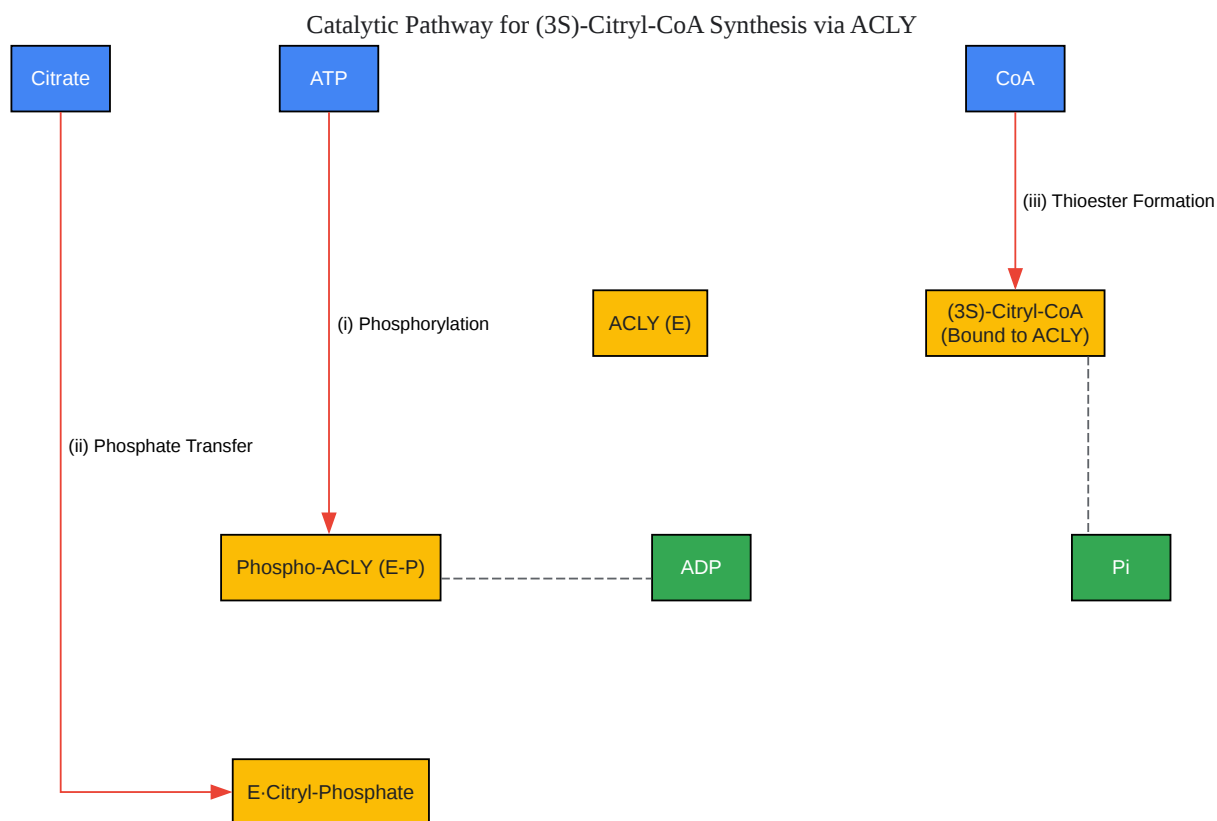 Catalytic Pathway for (3S)-Citryl-CoA Synthesis via ACLY
Citrate
ATP
CoA
(iii) Thioester Formation
(i) Phosphorylation
ACLY (E)
(3S)-Citryl-CoA
(Bound to ACLY)
(ii) Phosphate Transfer
Phospho-ACLY (E-P)
ADP
Pi
E·Citryl-Phosphate